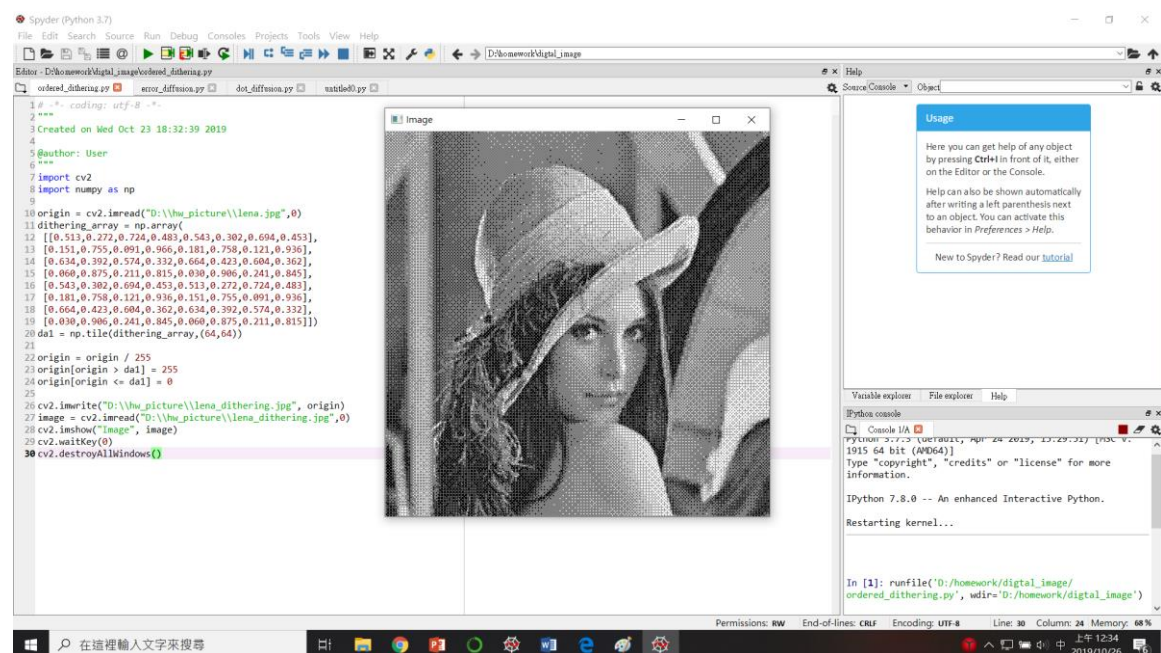 Spyder (Python 3.7)
File Edit Search Source Run Debug Consoles Projects Tools View Help
D:\homework\digtal_image
Editor - D:\homework\digtal_image\ordered_dithering.py
ordered_dithering.py error_diffusion.py dot_diffusion.py untitled0.py
1 # -*- coding: utf-8 -*-
2 """
3 Created on Wed Oct 23 18:32:39 2019
4
5 @author: User
6 """
7 import cv2
8 import numpy as np
9
10 origin = cv2.imread("D:\\hw_picture\\lena.jpg",0)
11 dithering_array = np.array(
12 [[0.513,0.272,0.724,0.483,0.543,0.302,0.694,0.453],
13 [0.151,0.755,0.091,0.966,0.181,0.758,0.121,0.936],
14 [0.634,0.392,0.574,0.332,0.664,0.423,0.604,0.362],
15 [0.060,0.875,0.211,0.815,0.030,0.906,0.241,0.845],
16 [0.543,0.302,0.694,0.453,0.513,0.272,0.724,0.483],
17 [0.181,0.758,0.121,0.936,0.151,0.755,0.091,0.936],
18 [0.664,0.423,0.604,0.362,0.634,0.392,0.574,0.332],
19 [0.030,0.906,0.241,0.845,0.060,0.875,0.211,0.815]])
20 da1 = np.tile(dithering_array,(64,64))
21
22 origin = origin / 255
23 origin[origin > da1] = 255
24 origin[origin <= da1] = 0
25
26 cv2.imwrite("D:\\hw_picture\\lena_dithering.jpg", origin)
27 image = cv2.imread("D:\\hw_picture\\lena_dithering.jpg",0)
28 cv2.imshow("Image", image)
29 cv2.waitKey(0)
30 cv2.destroyAllWindows()
Image
Help
Source Console Object
Usage
Here you can get help of any object
by pressing Ctrl+I in front of it, either
on the Editor or the Console.
Help can also be shown automatically
after writing a left parenthesis next
to an object. You can activate this
behavior in Preferences > Help.
New to Spyder? Read our tutorial
Variable explorer File explorer Help
IPython console
Console 1/A
Python 3.7.3 (default, Apr 24 2019, 15:29:51) [MSC v.
1915 64 bit (AMD64)]
Type "copyright", "credits" or "license" for more
information.
IPython 7.8.0 -- An enhanced Interactive Python.
Restarting kernel...
In [1]: runfile('D:/homework/digtal_image/
ordered_dithering.py', wdir='D:/homework/digtal_image')
Permissions: RW End-of-lines: CRLF Encoding: UTF-8 Line: 30 Column: 24 Memory: 68 %
在這裡輸入文字來搜尋
中
上午 12:34
2019/10/26